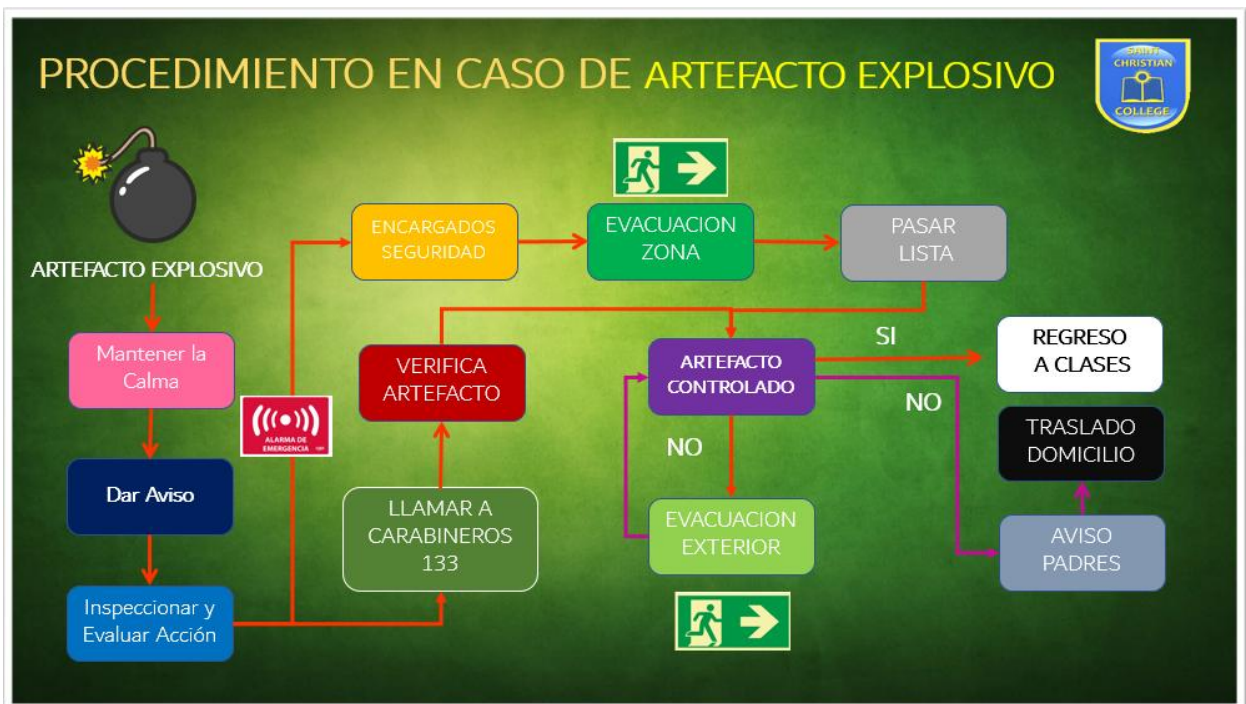 PROCEDIMIENTO EN CASO DE ARTEFACTO EXPLOSIVO
SAINT
CHRISTIAN
COLLEGE
ARTEFACTO EXPLOSIVO
Mantener la
Calma
Dar Aviso
Inspeccionar y
Evaluar Acción
ALARMA DE
EMERGENCIA
ENCARGADOS
SEGURIDAD
EVACUACION
ZONA
PASAR
LISTA
LLAMAR A
CARABINEROS
133
VERIFICA
ARTEFACTO
ARTEFACTO
CONTROLADO
SI
REGRESO
A CLASES
NO
EVACUACION
EXTERIOR
NO
AVISO
PADRES
TRASLADO
DOMICILIO